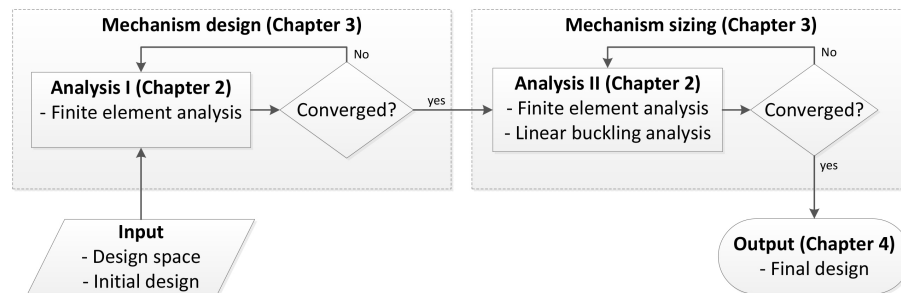 Mechanism design (Chapter 3)
No
Analysis I (Chapter 2)
- Finite element analysis
Converged?
yes
Input
- Design space
- Initial design
Mechanism sizing (Chapter 3)
No
Analysis II (Chapter 2)
- Finite element analysis
- Linear buckling analysis
Converged?
yes
Output (Chapter 4)
- Final design